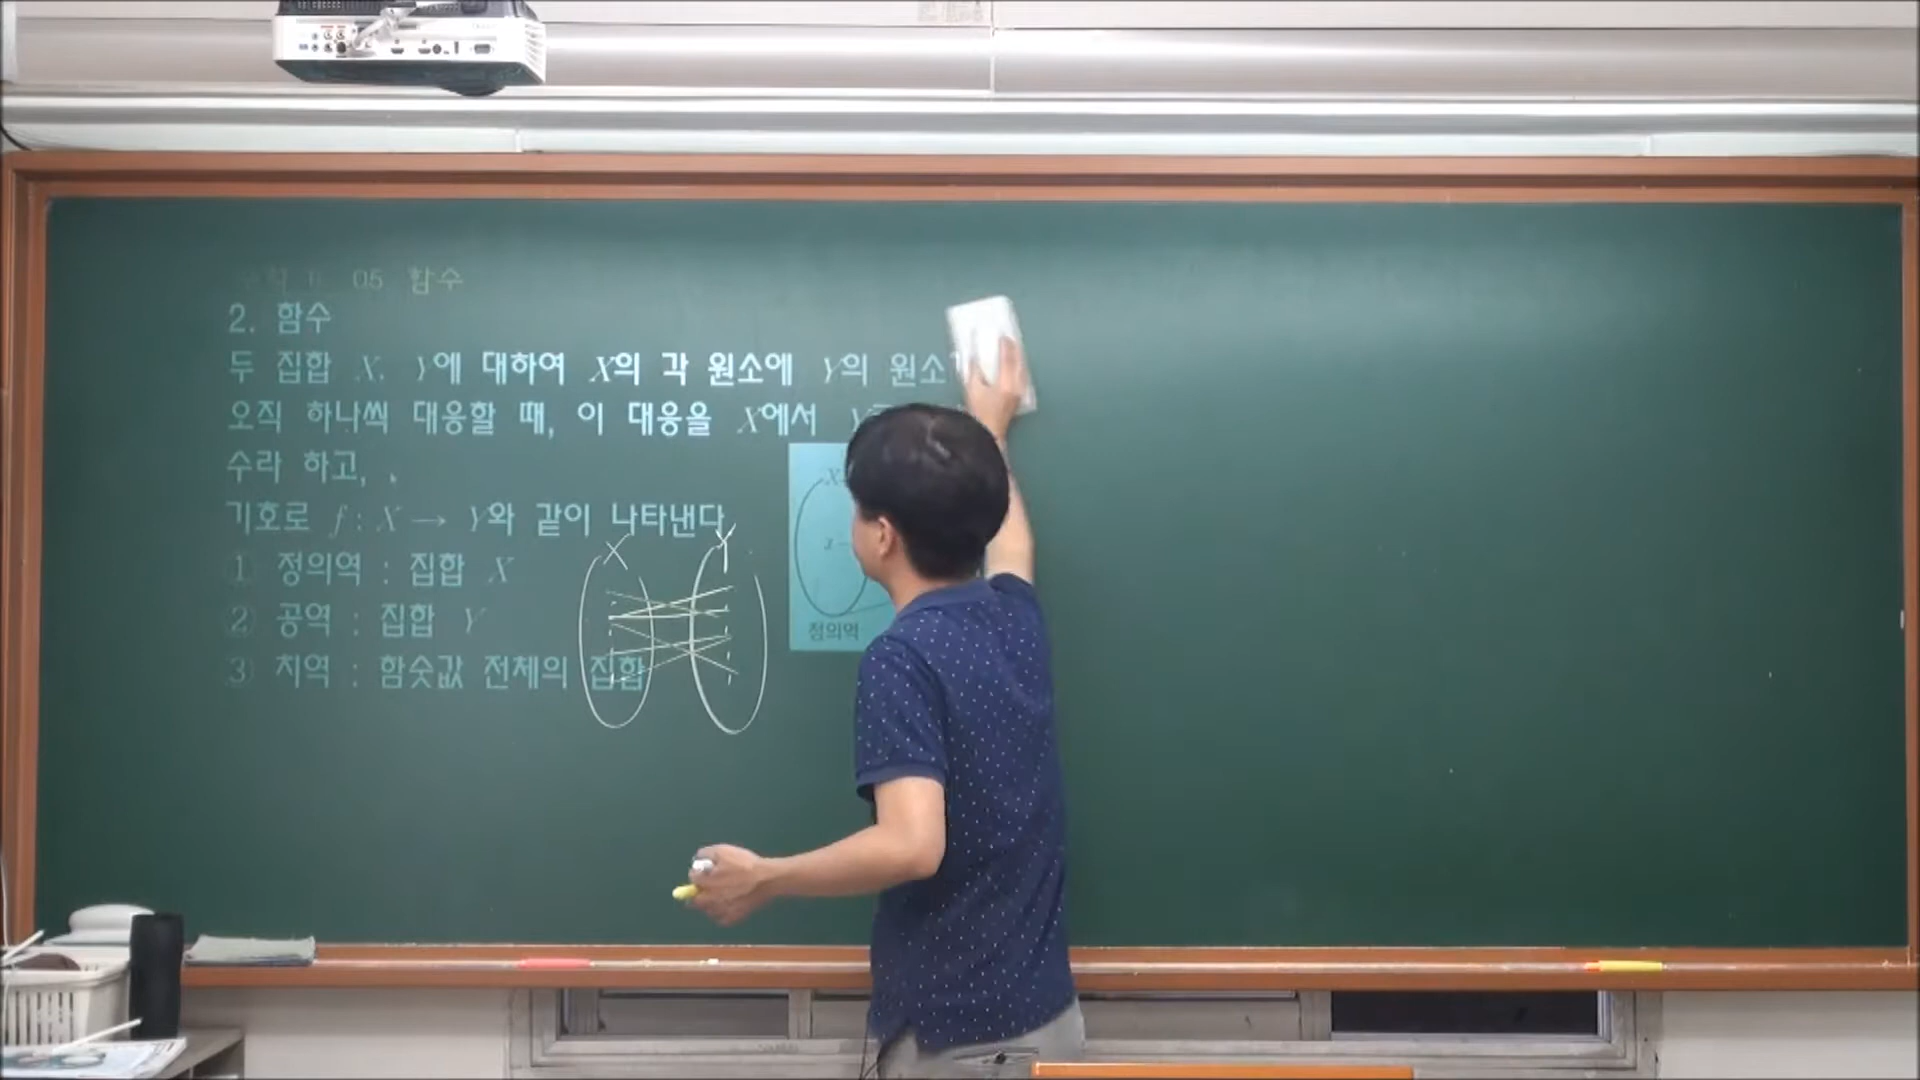 05 함수
2. 함수
두 집합 X, Y에 대하여 X의 각 원소에 Y의 원소
오직 하나씩 대응할 때, 이 대응을 X에서 Y
수라 하고,
기호로 f : X → Y와 같이 나타낸다.
X Y
X
① 정의역 : 집합 X
② 공역 : 집합 Y
③ 치역 : 함숫값 전체의 집합
x
정의역